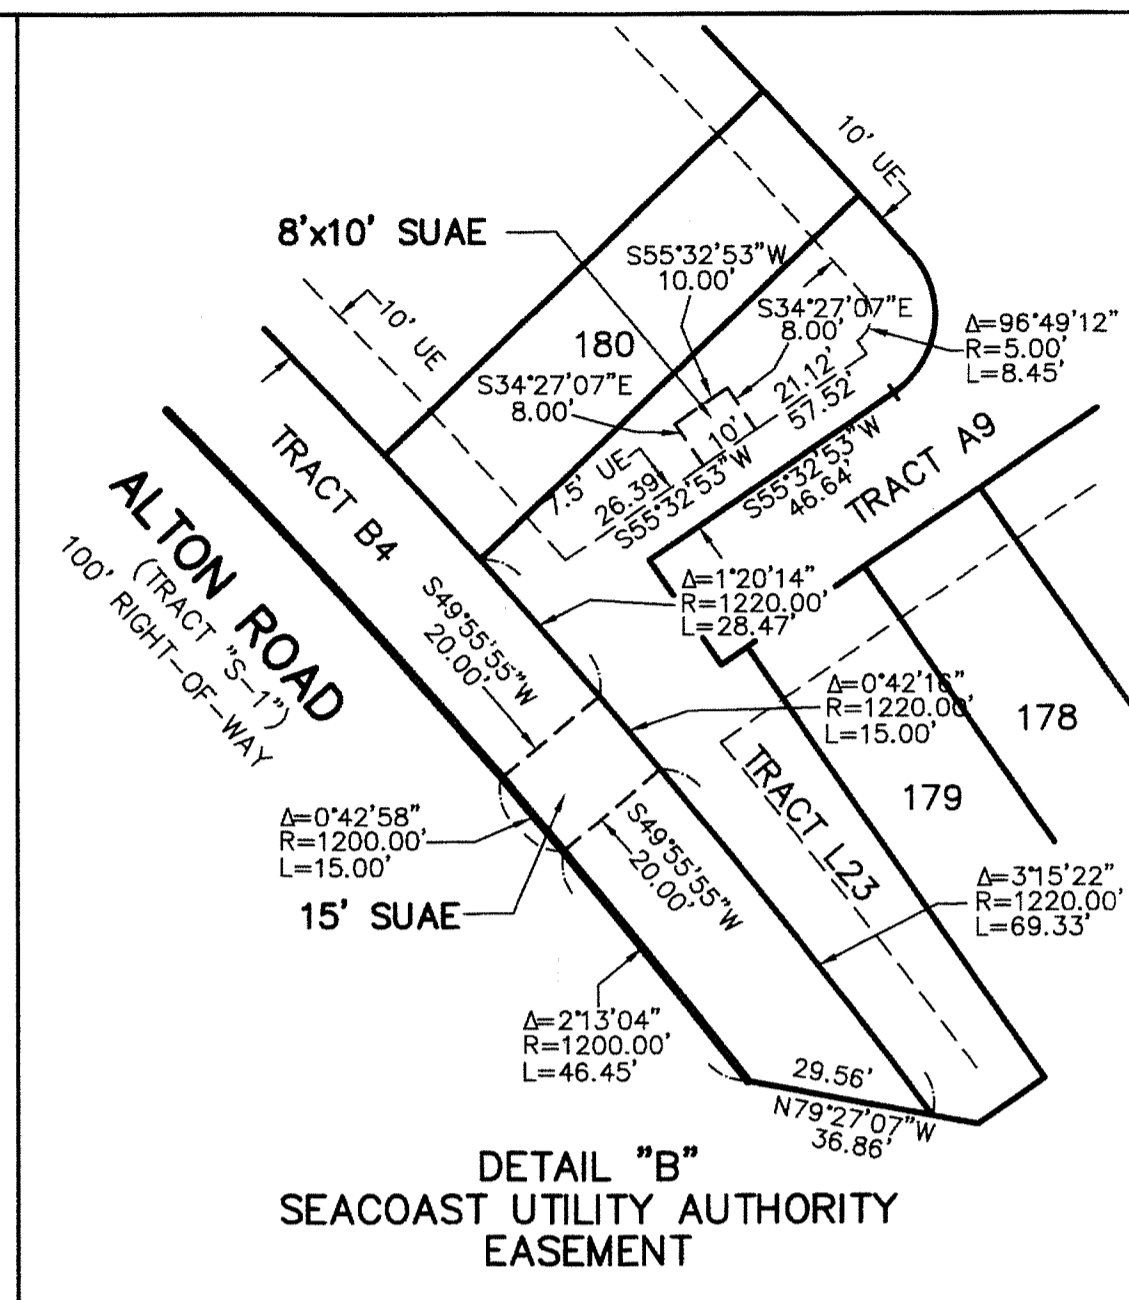 10' UE
8'x10' SUAE
S55°32'53"W
10.00'
S34°27'07"E
8.00'
Δ=96°49'12"
R=5.00'
L=8.45'
10' UE
180
S34°27'07"E
8.00'
21.12'
57.52'
10'
7.5' UE
26.39'
S55°32'53"W
S55°32'53"W
46.64'
TRACT A9
TRACT B4
ALTON ROAD
(TRACT "S-1")
100' RIGHT-OF-WAY
S49°55'55"W
20.00'
Δ=1°20'14"
R=1220.00'
L=28.47'
Δ=0°42'16"
R=1220.00'
L=15.00'
178
179
TRACT L23
Δ=0°42'58"
R=1200.00'
L=15.00'
S49°55'55"W
20.00'
15' SUAE
Δ=3°15'22"
R=1220.00'
L=69.33'
Δ=2°13'04"
R=1200.00'
L=46.45'
29.56'
N79°27'07"W
36.86'
DETAIL "B"
SEACOAST UTILITY AUTHORITY
EASEMENT